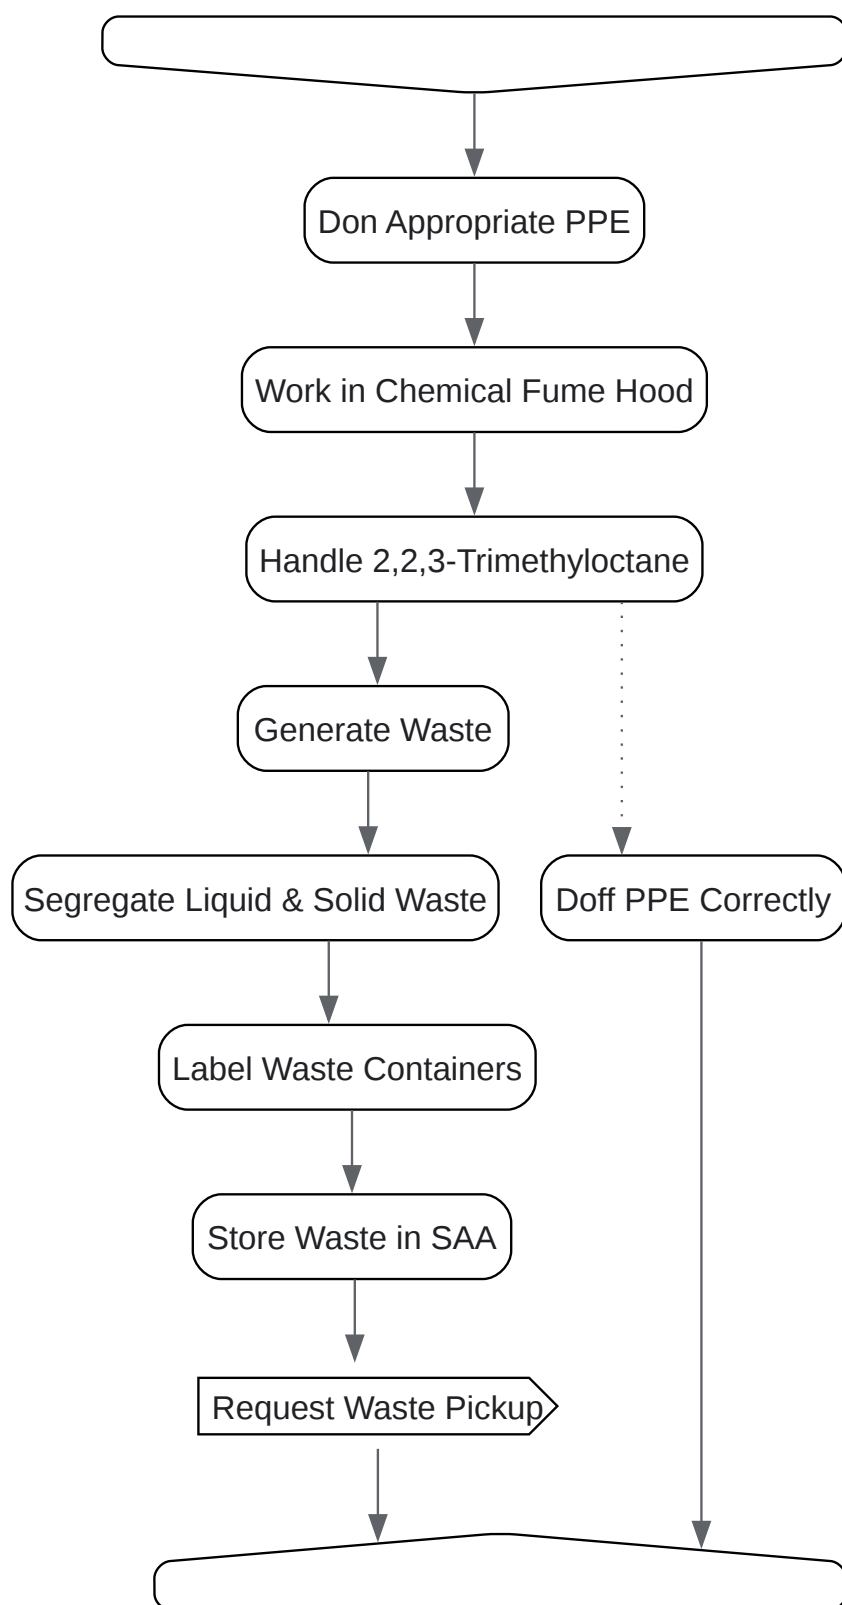 Don Appropriate PPE
Work in Chemical Fume Hood
Handle 2,2,3-Trimethyloctane
Generate Waste
Segregate Liquid & Solid Waste
Doff PPE Correctly
Label Waste Containers
Store Waste in SAA
Request Waste Pickup